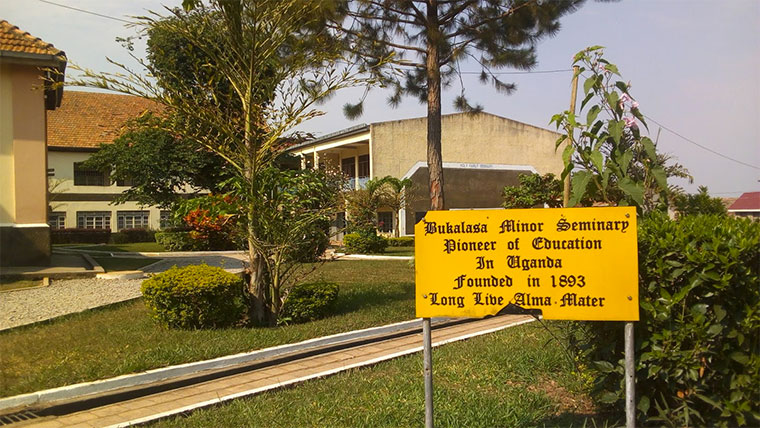 Bukalasa Minor Seminary
Pioneer of Education
In Uganda
Founded in 1893
Long Live Alma Mater